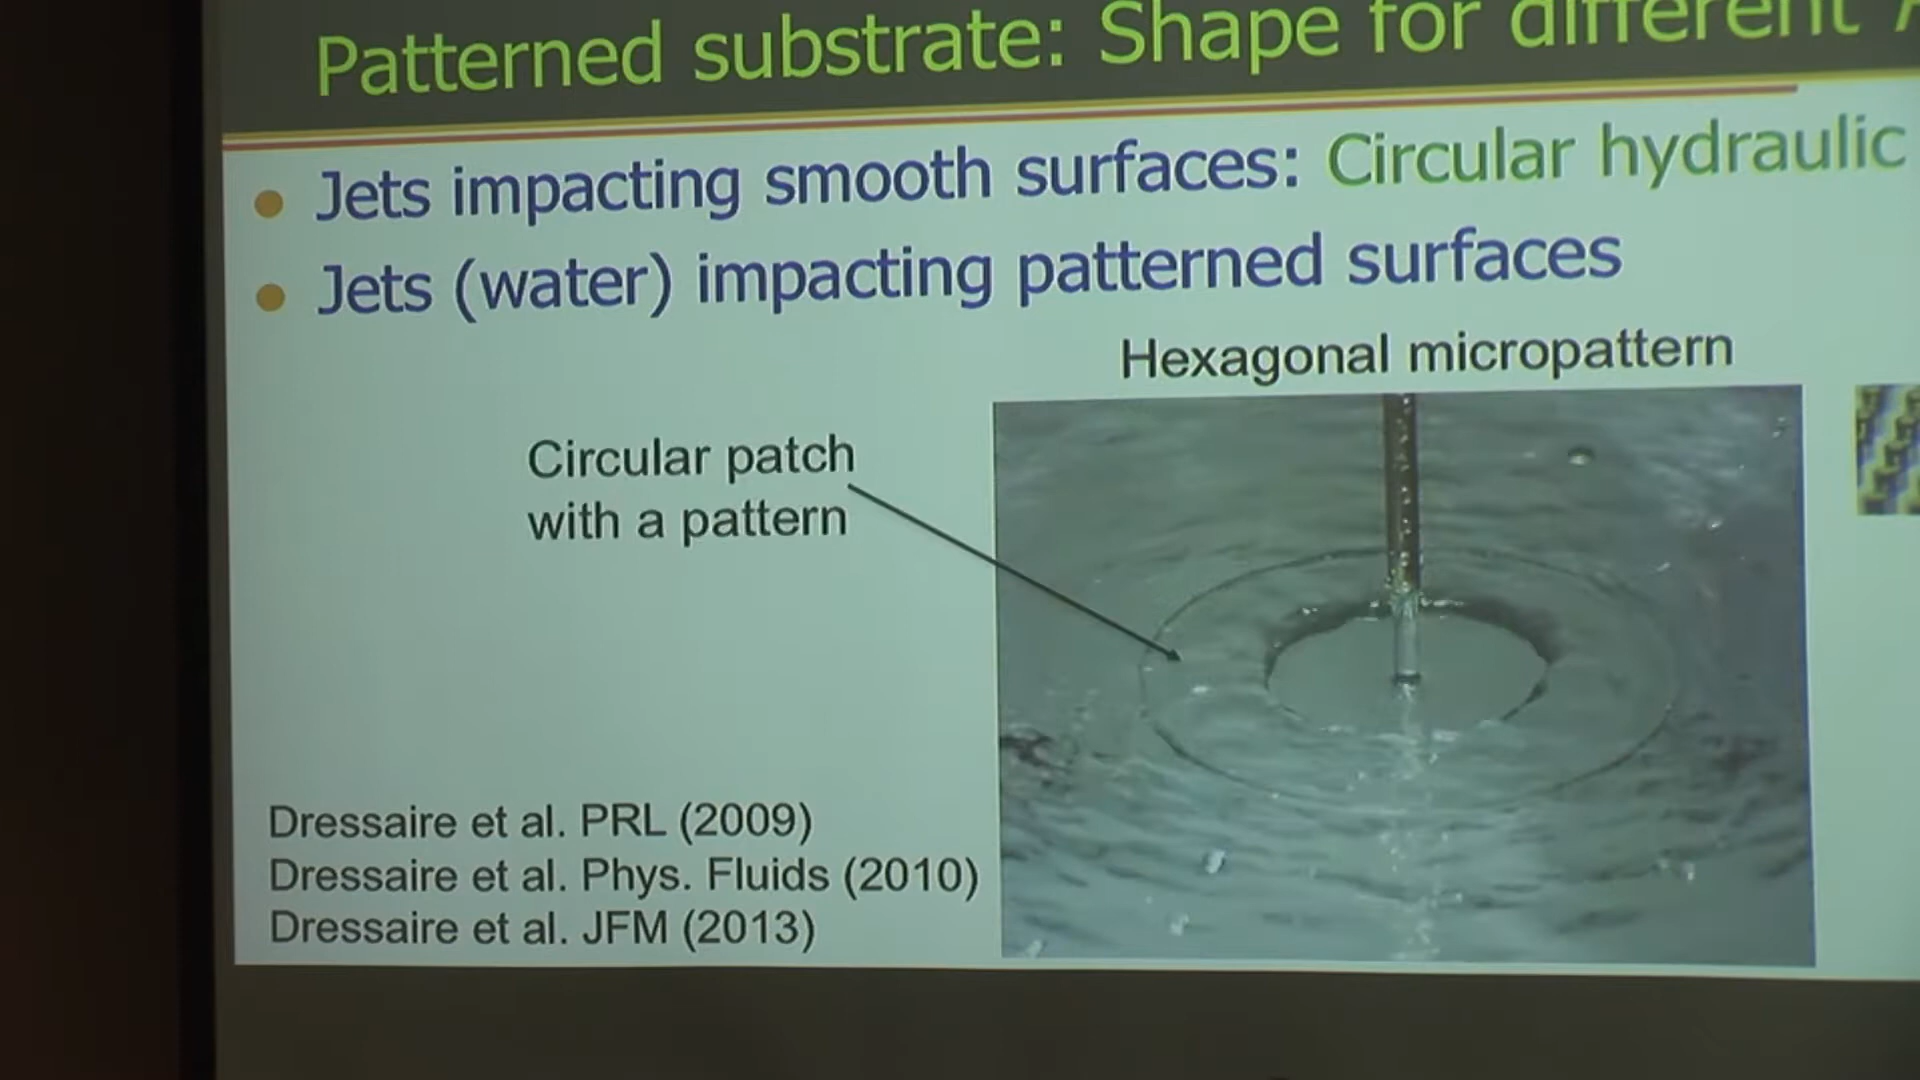 Patterned substrate: Shape for different
Jets impacting smooth surfaces: Circular hydraulic
Jets (water) impacting patterned surfaces
Hexagonal micropattern
Circular patch
with a pattern
Dressaire et al. PRL (2009)
Dressaire et al. Phys. Fluids (2010)
Dressaire et al. JFM (2013)